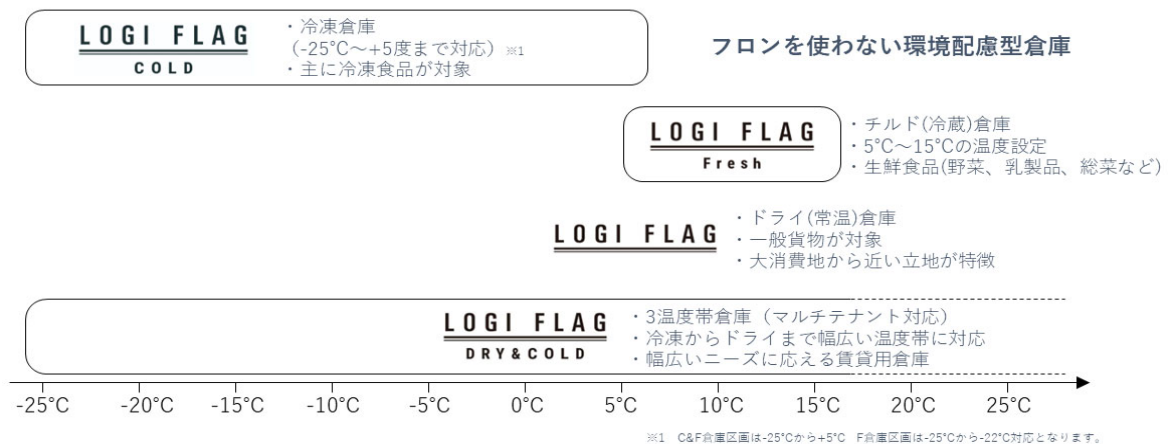 LOGI FLAG
COLD
・冷凍倉庫
（-25℃～+5度まで対応）※1
・主に冷凍食品が対象
フロンを使わない環境配慮型倉庫
LOGI FLAG
Fresh
・チルド(冷蔵)倉庫
・5℃～15℃の温度設定
・生鮮食品(野菜、乳製品、総菜など)
LOGI FLAG
・ドライ(常温)倉庫
・一般貨物が対象
・大消費地から近い立地が特徴
LOGI FLAG
DRY&COLD
・3温度帯倉庫（マルチテナント対応）
・冷凍からドライまで幅広い温度帯に対応
・幅広いニーズに応える賃貸用倉庫
-25℃ -20℃ -15℃ -10℃ -5℃ 0℃ 5℃ 10℃ 15℃ 20℃ 25℃
※1 C&F倉庫区画は-25℃から+5℃ F倉庫区画は-25℃から-22℃対応となります。